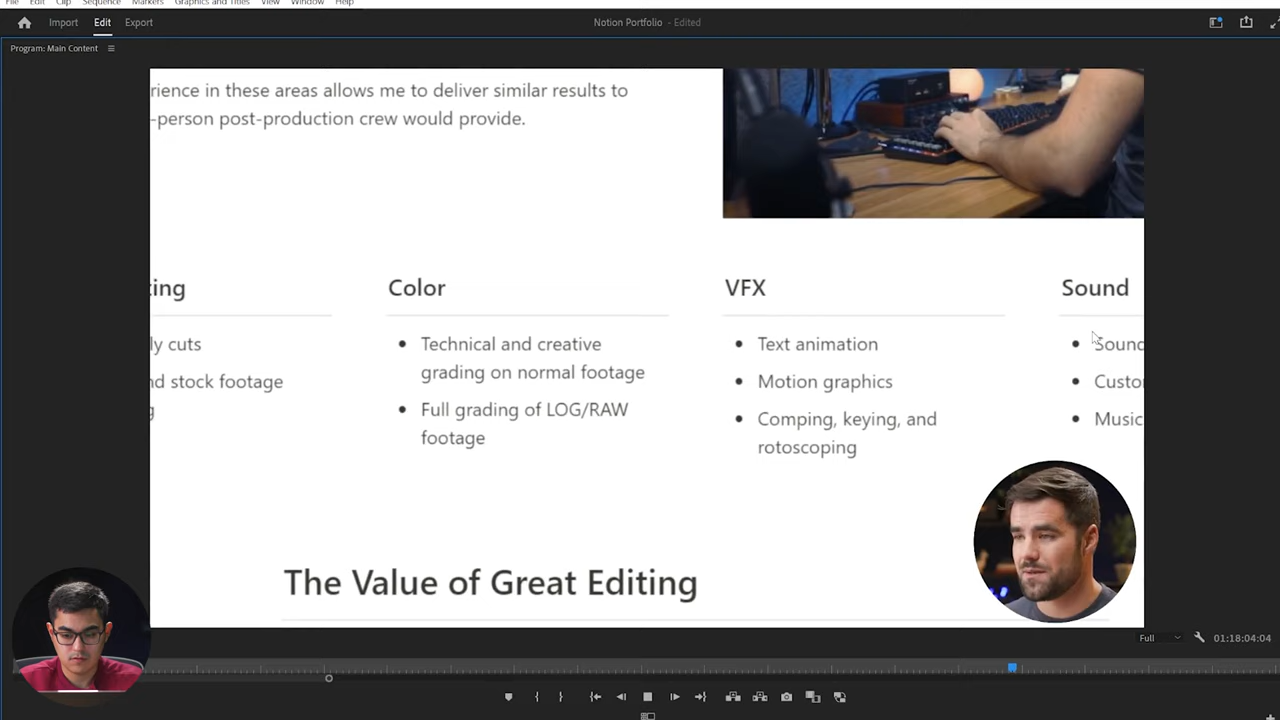 File Edit Clip Sequence Markers Graphics and Titles View Window Help
Import Edit Export Notion Portfolio - Edited
Program: Main Content
rience in these areas allows me to deliver similar results to
-person post-production crew would provide.
ting Color VFX Sound
ly cuts
nd stock footage
g
• Technical and creative
grading on normal footage
• Full grading of LOG/RAW
footage
• Text animation
• Motion graphics
• Comping, keying, and
rotoscoping
• Sound
• Custo
• Music
The Value of Great Editing
Full 01:18:04:04